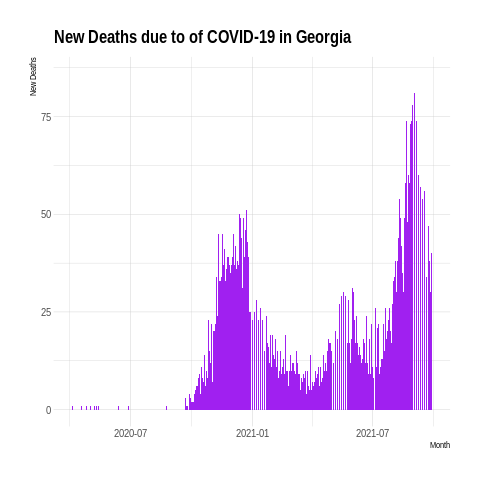 New Deaths due to of COVID-19 in Georgia
New Deaths
75
50
25
0
2020-07
2021-01
2021-07
Month